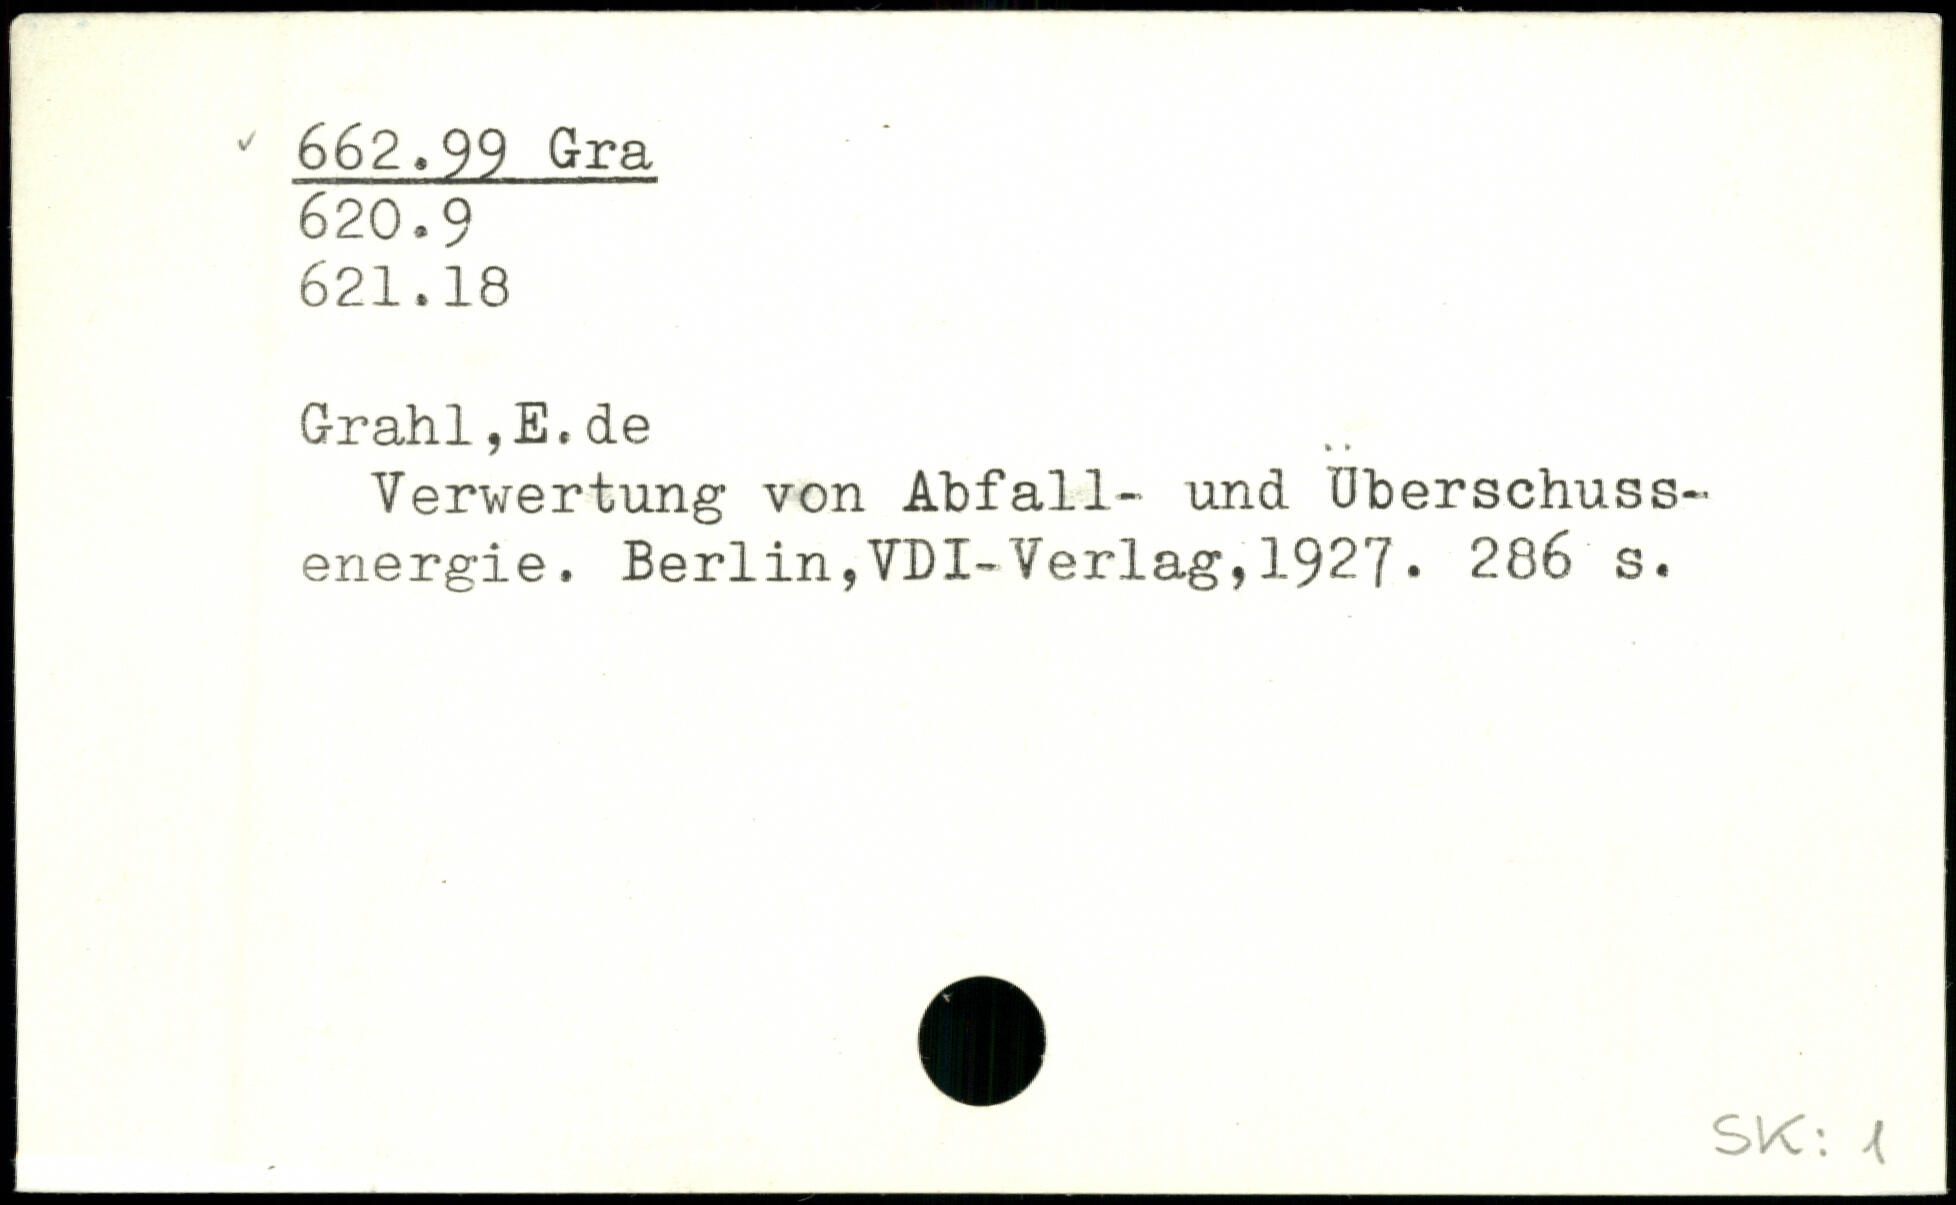 ✓ 662.99 Gra
620.9
621.18
Grahl,E.de
Verwertung von Abfall- und Überschuss-
energie. Berlin,VDI-Verlag,1927. 286 s.
SK: 1